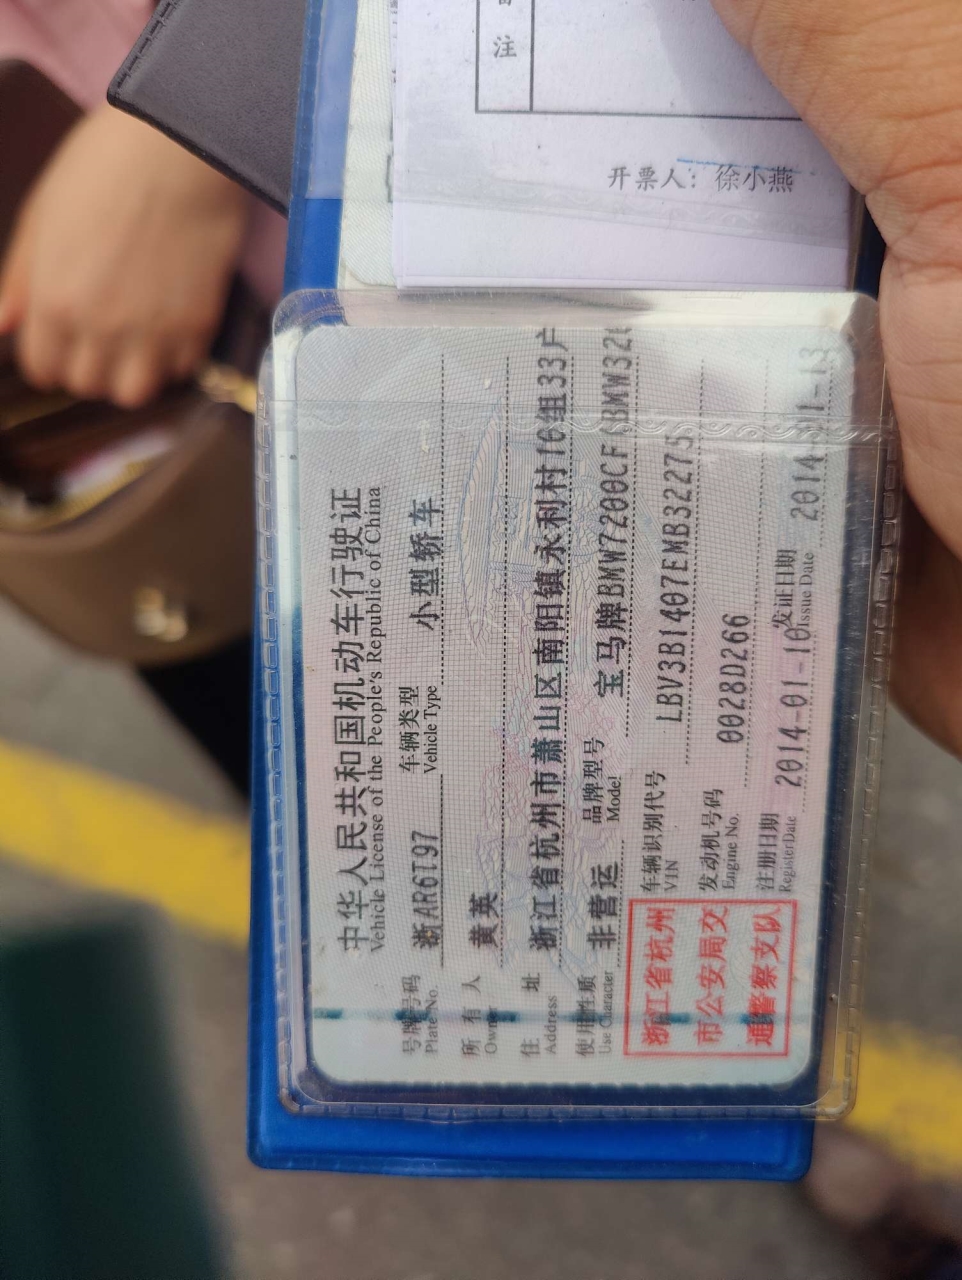 注
开票人：徐小燕
中华人民共和国机动车行驶证
Vehicle License of the People's Republic of China
号牌号码 浙AR6T97 车辆类型 小型轿车
Plate No. Vehicle Type
所有人 黄英
Owner
住址 浙江省杭州市萧山区南阳镇永利村16组33户
Address
使用性质 非营运 品牌型号 宝马牌BMW7200CF(BMW320
Use Character Model
浙江省杭州
市公安局交
通警察支队
车辆识别代号 LBV3B1407EMB32275
VIN
发动机号码 0028D266
Engine No.
注册日期 2014-01-10 发证日期 2014-01-13
Register Date Issue Date